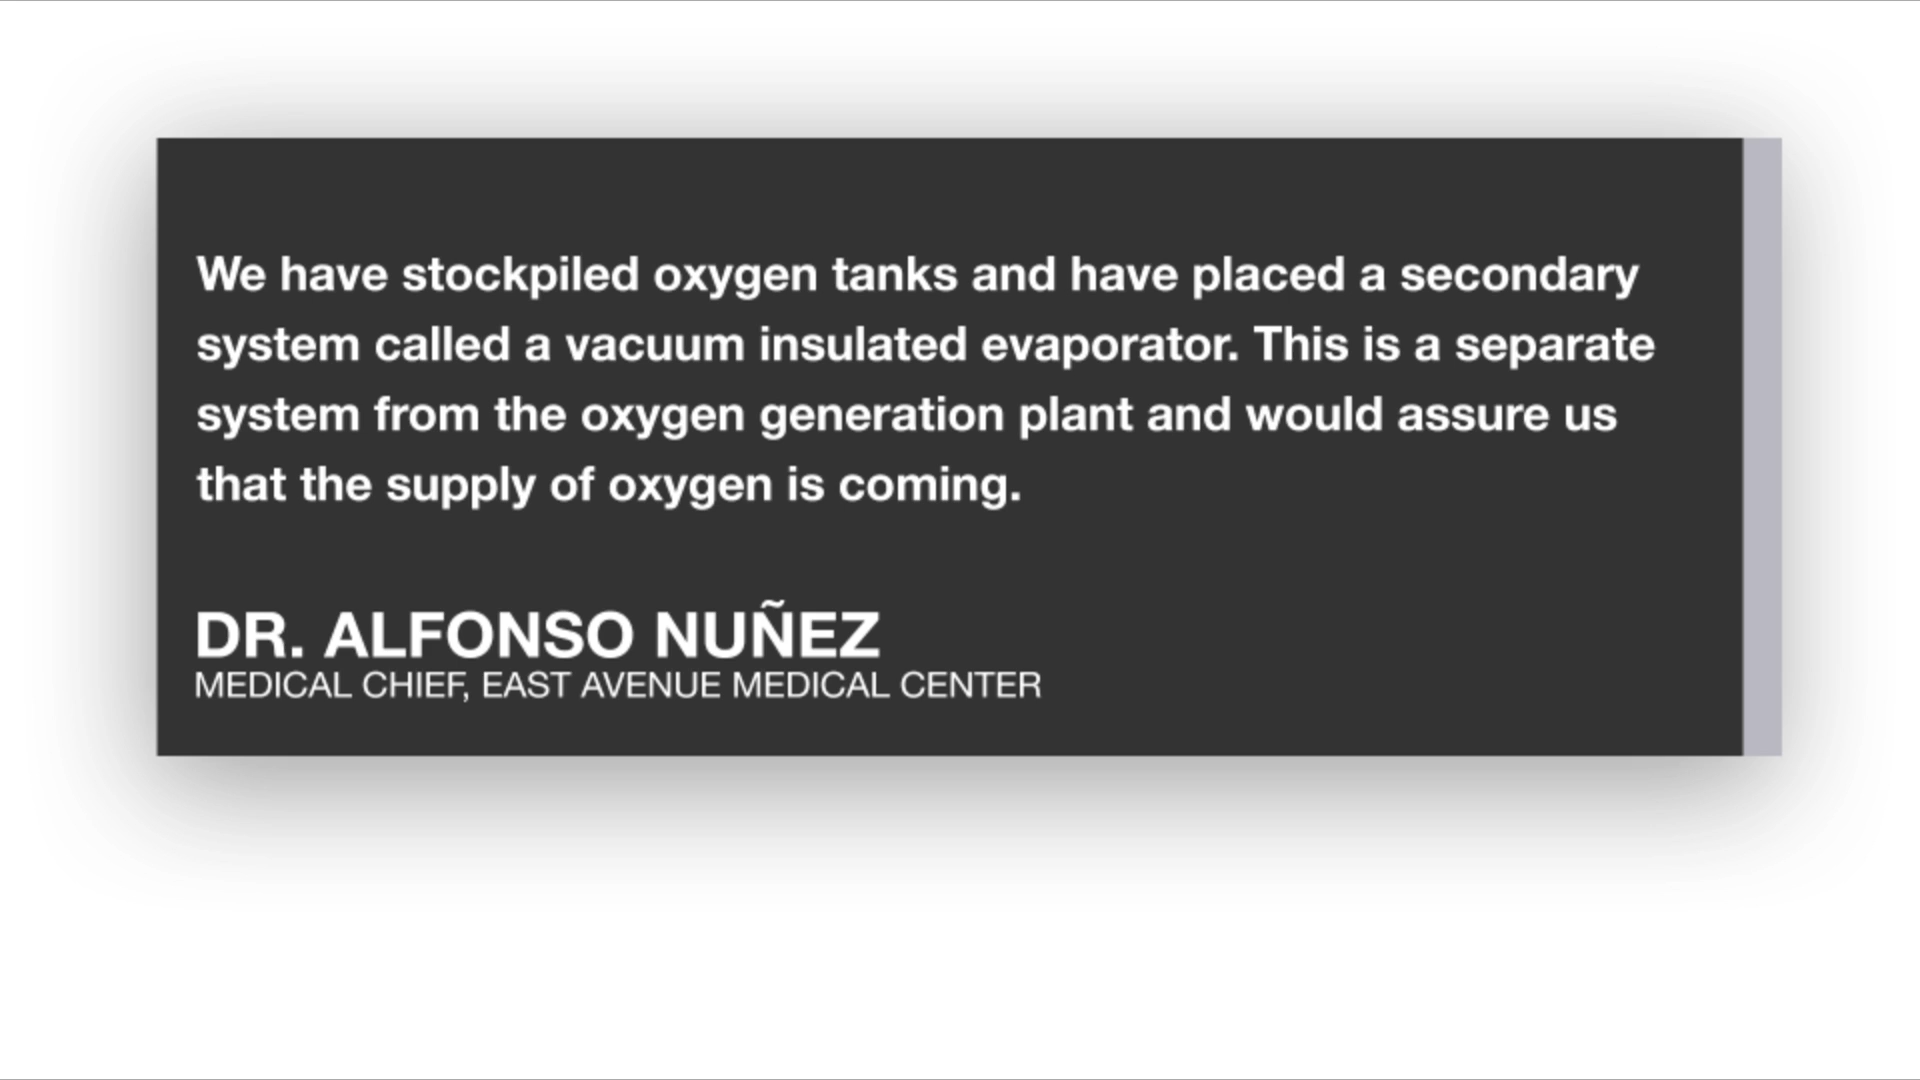 We have stockpiled oxygen tanks and have placed a secondary
system called a vacuum insulated evaporator. This is a separate
system from the oxygen generation plant and would assure us
that the supply of oxygen is coming.
DR. ALFONSO NUÑEZ
MEDICAL CHIEF, EAST AVENUE MEDICAL CENTER